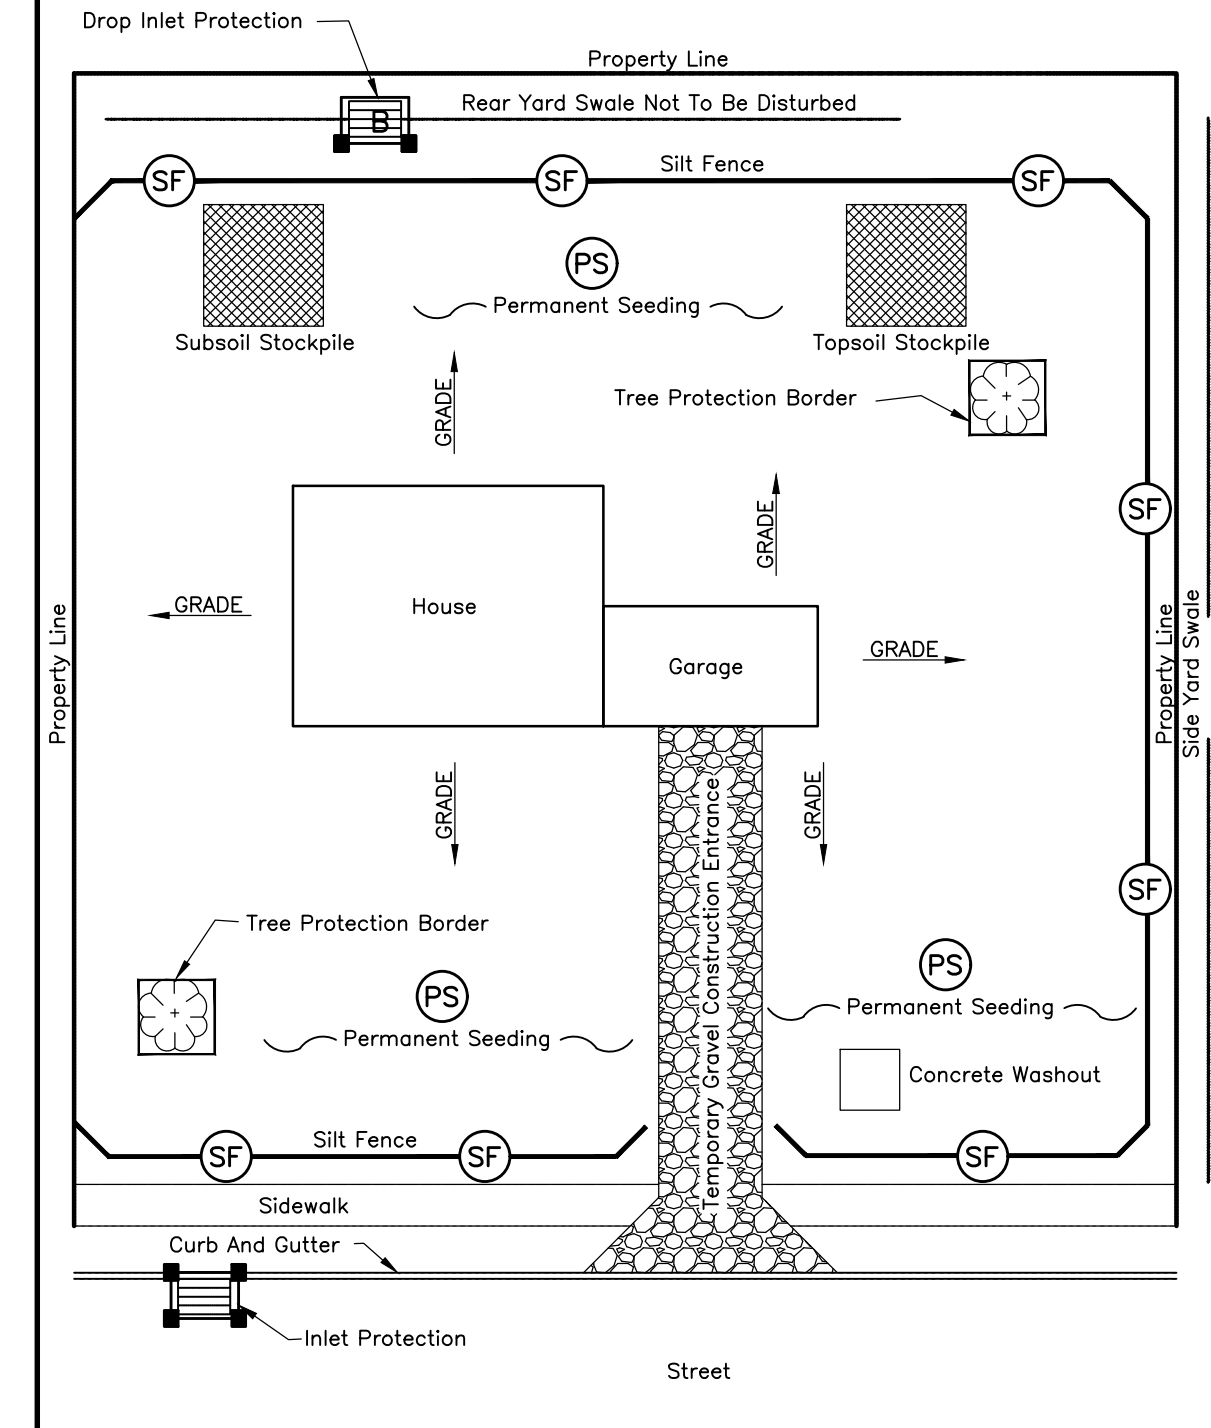 Drop Inlet Protection
Property Line
Rear Yard Swale Not To Be Disturbed
B
Silt Fence
SF
SF
SF
PS
Permanent Seeding
Subsoil Stockpile
Topsoil Stockpile
Tree Protection Border
GRADE
GRADE
SF
GRADE
House
Garage
GRADE
Property Line
Property Line
Side Yard Swale
GRADE
GRADE
Temporary Gravel Construction Entrance
SF
Tree Protection Border
PS
Permanent Seeding
PS
Permanent Seeding
Concrete Washout
Silt Fence
SF
SF
SF
Sidewalk
Curb And Gutter
Inlet Protection
Street